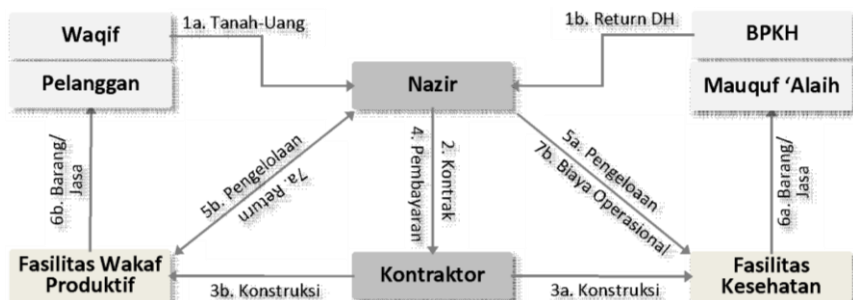 1a. Tanah-Uang
1b. Return DH
Waqif
BPKH
Nazir
Pelanggan
Mauquf ‘Alaih
6b. Barang/
Jasa
5b. Pengelolaan
7a. Return
2. Kontrak
4. Pembayaran
5a. Pengeloaan
7b. Biaya Operasional
6a. Barang/
Jasa
Fasilitas Wakaf
Produktif
3b. Konstruksi
Kontraktor
3a. Konstruksi
Fasilitas
Kesehatan